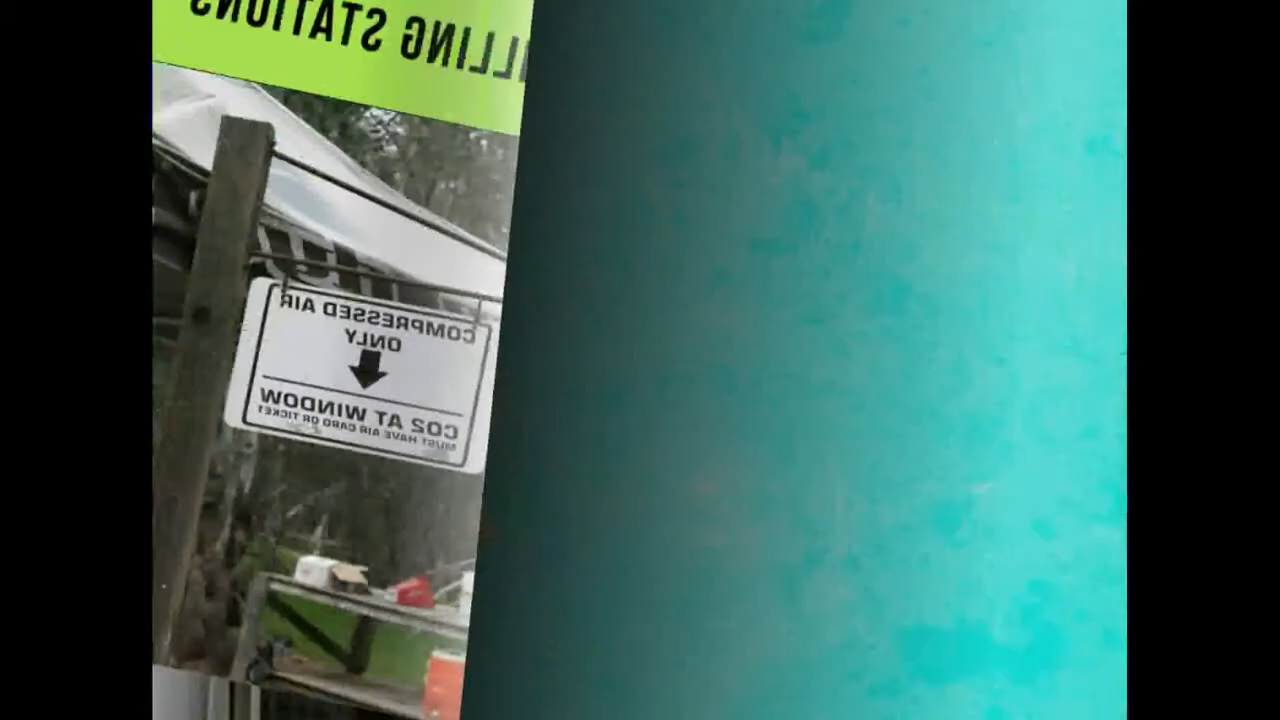 LLING STATIONS
COMPRESSED AIR
ONLY
CO2 AT WINDOW
MUST HAVE AIR CARD OR TICKET